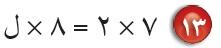 ١٣ ٧ × ٢ = ٨ × ل